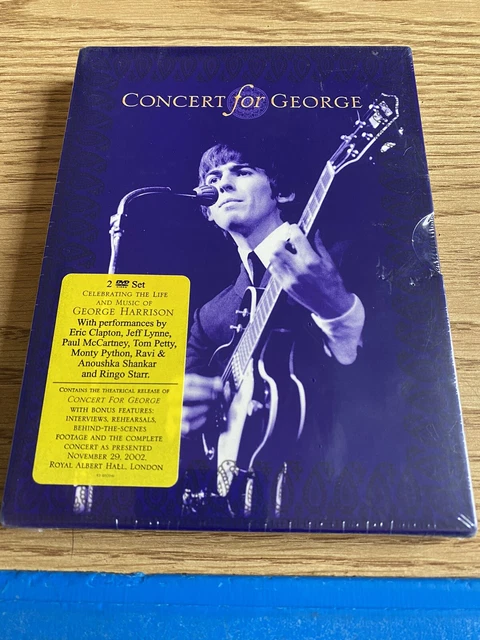 CONCERT for GEORGE
2 DVD Set
CELEBRATING THE LIFE
AND MUSIC OF
GEORGE HARRISON
With performances by
Eric Clapton, Jeff Lynne,
Paul McCartney, Tom Petty,
Monty Python, Ravi &
Anoushka Shankar
and Ringo Starr.
CONTAINS THE THEATRICAL RELEASE OF
CONCERT FOR GEORGE
WITH BONUS FEATURES:
INTERVIEWS, REHEARSALS,
BEHIND-THE-SCENES
FOOTAGE AND THE COMPLETE
CONCERT AS PRESENTED
NOVEMBER 29, 2002,
ROYAL ALBERT HALL, LONDON